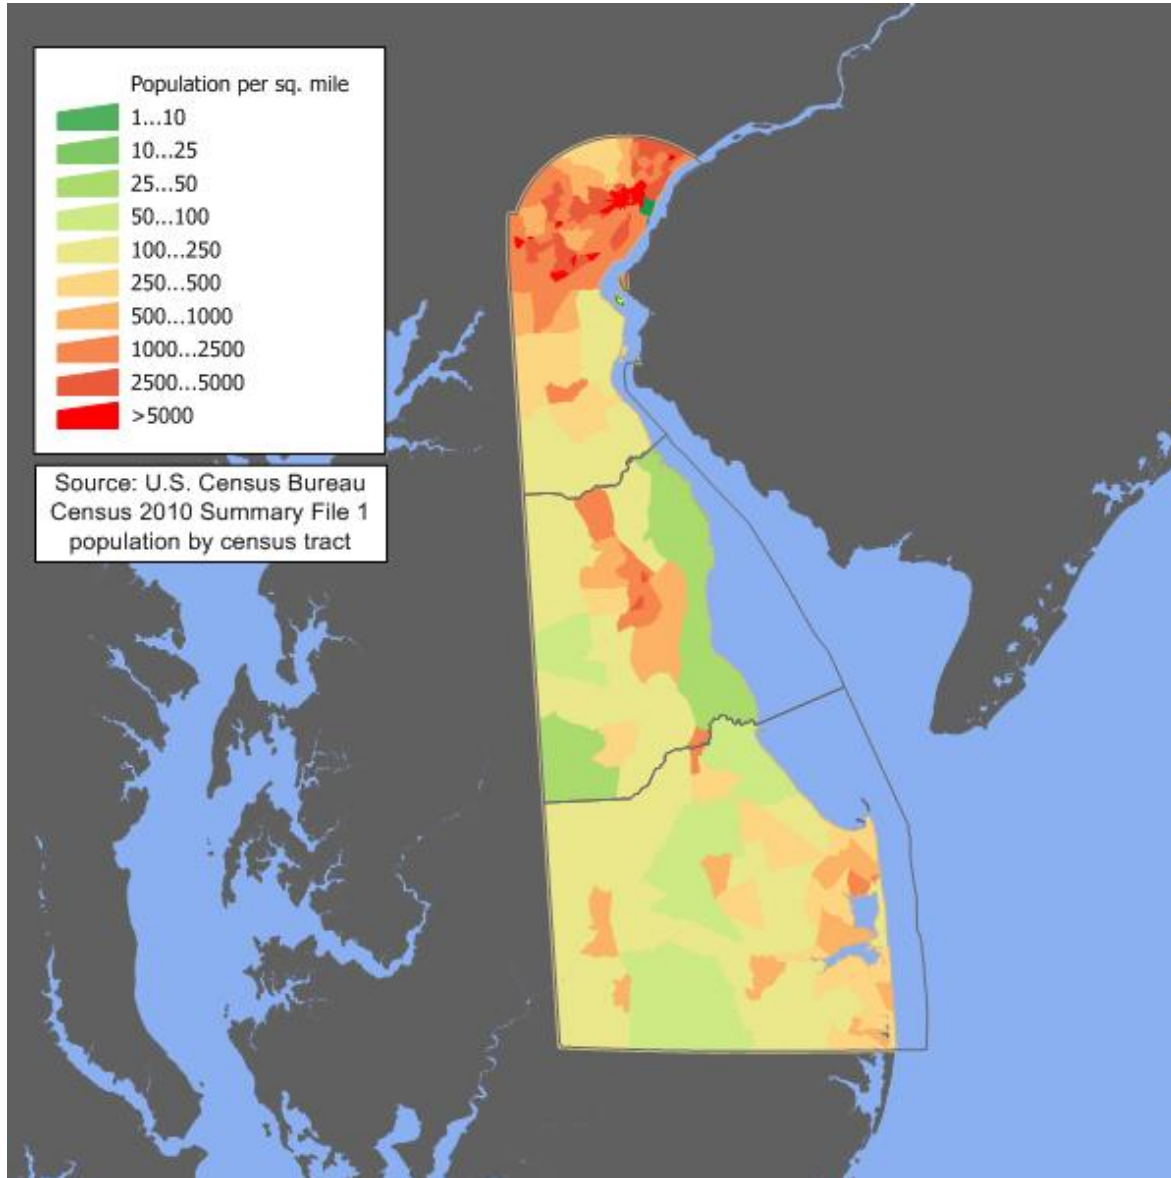 Population per sq. mile
1...10
10...25
25...50
50...100
100...250
250...500
500...1000
1000...2500
2500...5000
>5000
Source: U.S. Census Bureau
Census 2010 Summary File 1
population by census tract